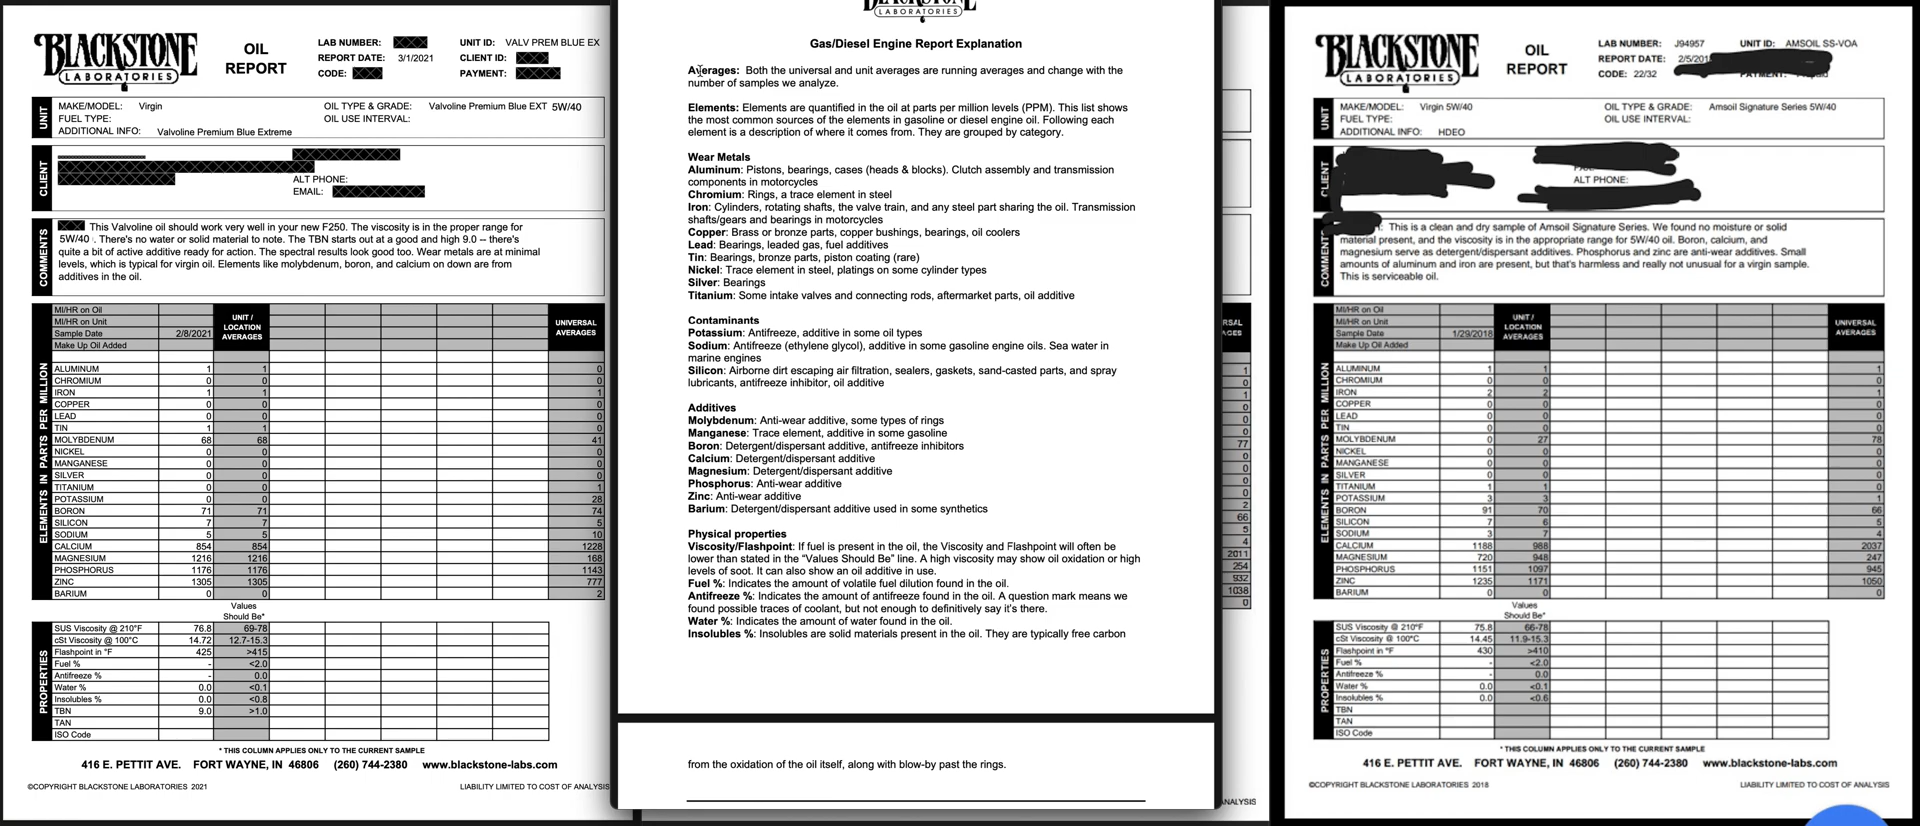 BLACKSTONE
LABORATORIES
OIL
REPORT
LAB NUMBER:
REPORT DATE: 3/1/2021
CODE:
UNIT ID: VALV PREM BLUE EX
CLIENT ID:
PAYMENT:
UNIT
MAKE/MODEL: Virgin
FUEL TYPE:
ADDITIONAL INFO: Valvoline Premium Blue Extreme
OIL TYPE & GRADE: Valvoline Premium Blue EXT 5W/40
OIL USE INTERVAL:
CLIENT
ALT PHONE:
EMAIL:
COMMENTS
This Valvoline oil should work very well in your new F250. The viscosity is in the proper range for
5W/40 . There's no water or solid material to note. The TBN starts out at a good and high 9.0 -- there's
quite a bit of active additive ready for action. The spectral results look good too. Wear metals are at minimal
levels, which is typical for virgin oil. Elements like molybdenum, boron, and calcium on down are from
additives in the oil.
MI/HR on Oil
MI/HR on Unit
Sample Date 2/8/2021
Make Up Oil Added
UNIT /
LOCATION
AVERAGES
UNIVERSAL
AVERAGES
ELEMENTS IN PARTS PER MILLION
ALUMINUM 1 1 0
CHROMIUM 0 0 0
IRON 1 1 1
COPPER 0 0 0
LEAD 0 0 0
TIN 1 1 0
MOLYBDENUM 68 68 41
NICKEL 0 0 0
MANGANESE 0 0 0
SILVER 0 0 0
TITANIUM 0 0 1
POTASSIUM 0 0 28
BORON 71 71 74
SILICON 7 7 5
SODIUM 5 5 10
CALCIUM 854 854 1228
MAGNESIUM 1216 1216 168
PHOSPHORUS 1176 1176 1143
ZINC 1305 1305 777
BARIUM 0 0 2
Values
Should Be*
PROPERTIES
SUS Viscosity @ 210°F 76.8 69-78
cSt Viscosity @ 100°C 14.72 12.7-15.3
Flashpoint in °F 425 >415
Fuel % - <2.0
Antifreeze % - 0.0
Water % 0.0 <0.1
Insolubles % 0.0 <0.8
TBN 9.0 >1.0
TAN
ISO Code
* THIS COLUMN APPLIES ONLY TO THE CURRENT SAMPLE
416 E. PETTIT AVE. FORT WAYNE, IN 46806 (260) 744-2380 www.blackstone-labs.com
©COPYRIGHT BLACKSTONE LABORATORIES 2021
LIABILITY LIMITED TO COST OF ANALYSIS
BLACKSTONE
LABORATORIES
Gas/Diesel Engine Report Explanation
Averages: Both the universal and unit averages are running averages and change with the
number of samples we analyze.
Elements: Elements are quantified in the oil at parts per million levels (PPM). This list shows
the most common sources of the elements in gasoline or diesel engine oil. Following each
element is a description of where it comes from. They are grouped by category.
Wear Metals
Aluminum: Pistons, bearings, cases (heads & blocks). Clutch assembly and transmission
components in motorcycles
Chromium: Rings, a trace element in steel
Iron: Cylinders, rotating shafts, the valve train, and any steel part sharing the oil. Transmission
shafts/gears and bearings in motorcycles
Copper: Brass or bronze parts, copper bushings, bearings, oil coolers
Lead: Bearings, leaded gas, fuel additives
Tin: Bearings, bronze parts, piston coating (rare)
Nickel: Trace element in steel, platings on some cylinder types
Silver: Bearings
Titanium: Some intake valves and connecting rods, aftermarket parts, oil additive
Contaminants
Potassium: Antifreeze, additive in some oil types
Sodium: Antifreeze (ethylene glycol), additive in some gasoline engine oils. Sea water in
marine engines
Silicon: Airborne dirt escaping air filtration, sealers, gaskets, sand-casted parts, and spray
lubricants, antifreeze inhibitor, oil additive
Additives
Molybdenum: Anti-wear additive, some types of rings
Manganese: Trace element, additive in some gasoline
Boron: Detergent/dispersant additive, antifreeze inhibitors
Calcium: Detergent/dispersant additive
Magnesium: Detergent/dispersant additive
Phosphorus: Anti-wear additive
Zinc: Anti-wear additive
Barium: Detergent/dispersant additive used in some synthetics
Physical properties
Viscosity/Flashpoint: If fuel is present in the oil, the Viscosity and Flashpoint will often be
lower than stated in the “Values Should Be” line. A high viscosity may show oil oxidation or high
levels of soot. It can also show an oil additive in use.
Fuel %: Indicates the amount of volatile fuel dilution found in the oil.
Antifreeze %: Indicates the amount of antifreeze found in the oil. A question mark means we
found possible traces of coolant, but not enough to definitively say it’s there.
Water %: Indicates the amount of water found in the oil.
Insolubles %: Insolubles are solid materials present in the oil. They are typically free carbon
from the oxidation of the oil itself, along with blow-by past the rings.
1
0
1
0
0
0
77
0
0
0
0
2
66
5
4
2011
254
932
1038
0
ANALYSIS
BLACKSTONE
LABORATORIES
OIL
REPORT
LAB NUMBER: J94957
REPORT DATE: 2/5/201
CODE: 22/32
UNIT ID: AMSOIL SS-VOA
UNIT
MAKE/MODEL: Virgin 5W/40
FUEL TYPE:
ADDITIONAL INFO: HDEO
OIL TYPE & GRADE: Amsoil Signature Series 5W/40
OIL USE INTERVAL:
CLIENT
ALT PHONE:
COMMENTS
: This is a clean and dry sample of Amsoil Signature Series. We found no moisture or solid
material present, and the viscosity is in the appropriate range for 5W/40 oil. Boron, calcium, and
magnesium serve as detergent/dispersant additives. Phosphorus and zinc are anti-wear additives. Small
amounts of aluminum and iron are present, but that's harmless and really not unusual for a virgin sample.
This is serviceable oil.
MI/HR on Oil
MI/HR on Unit
Sample Date 1/29/2018
Make Up Oil Added
UNIT /
LOCATION
AVERAGES
UNIVERSAL
AVERAGES
ELEMENTS IN PARTS PER MILLION
ALUMINUM 1 1 1
CHROMIUM 0 0 0
IRON 2 2 1
COPPER 0 0 0
LEAD 0 0 0
TIN 0 0 0
MOLYBDENUM 0 27 78
NICKEL 0 0 0
MANGANESE 0 0 0
SILVER 0 0 0
TITANIUM 1 1 0
POTASSIUM 3 3 1
BORON 91 70 66
SILICON 7 6 5
SODIUM 3 7 4
CALCIUM 1188 988 2037
MAGNESIUM 720 948 247
PHOSPHORUS 1151 1097 945
ZINC 1235 1171 1050
BARIUM 0 0 0
Values
Should Be*
PROPERTIES
SUS Viscosity @ 210°F 75.8 66-78
cSt Viscosity @ 100°C 14.45 11.9-15.3
Flashpoint in °F 430 >410
Fuel % - <2.0
Antifreeze % - 0.0
Water % 0.0 <0.1
Insolubles % 0.0 <0.6
TBN
TAN
ISO Code
* THIS COLUMN APPLIES ONLY TO THE CURRENT SAMPLE
416 E. PETTIT AVE. FORT WAYNE, IN 46806 (260) 744-2380 www.blackstone-labs.com
©COPYRIGHT BLACKSTONE LABORATORIES 2018
LIABILITY LIMITED TO COST OF ANALYSIS